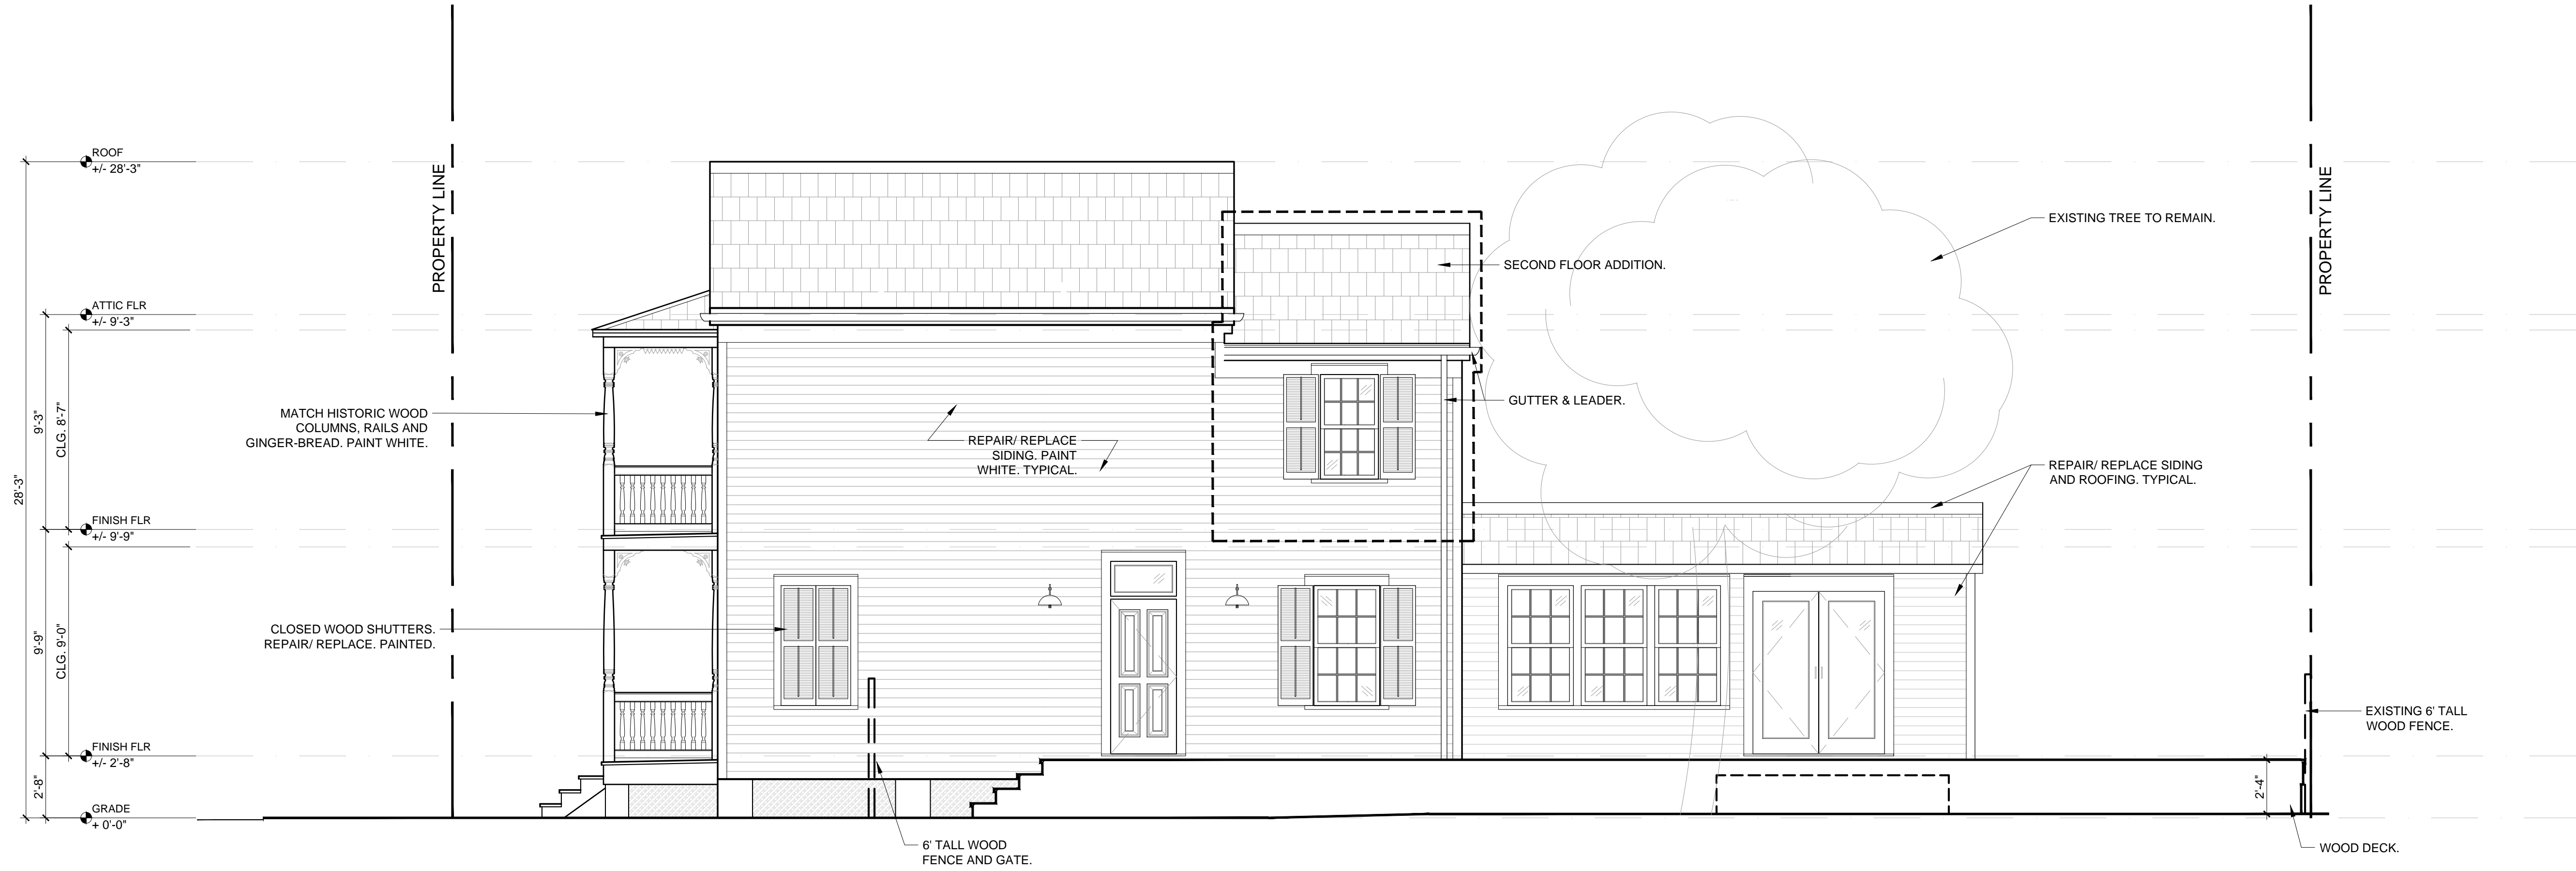 ROOF
+/- 28'-3"
PROPERTY LINE
PROPERTY LINE
EXISTING TREE TO REMAIN.
SECOND FLOOR ADDITION.
ATTIC FLR
+/- 9'-3"
GUTTER & LEADER.
MATCH HISTORIC WOOD
COLUMNS, RAILS AND
GINGER-BREAD. PAINT WHITE.
9'-3"
CLG. 8'-7"
REPAIR/ REPLACE
SIDING. PAINT
WHITE. TYPICAL.
REPAIR/ REPLACE SIDING
AND ROOFING. TYPICAL.
28'-3"
FINISH FLR
+/- 9'-9"
CLOSED WOOD SHUTTERS.
REPAIR/ REPLACE. PAINTED.
9'-9"
CLG. 9'-0"
EXISTING 6' TALL
WOOD FENCE.
FINISH FLR
+/- 2'-8"
2'-8"
2'-4"
GRADE
+ 0'-0"
6' TALL WOOD
FENCE AND GATE.
WOOD DECK.